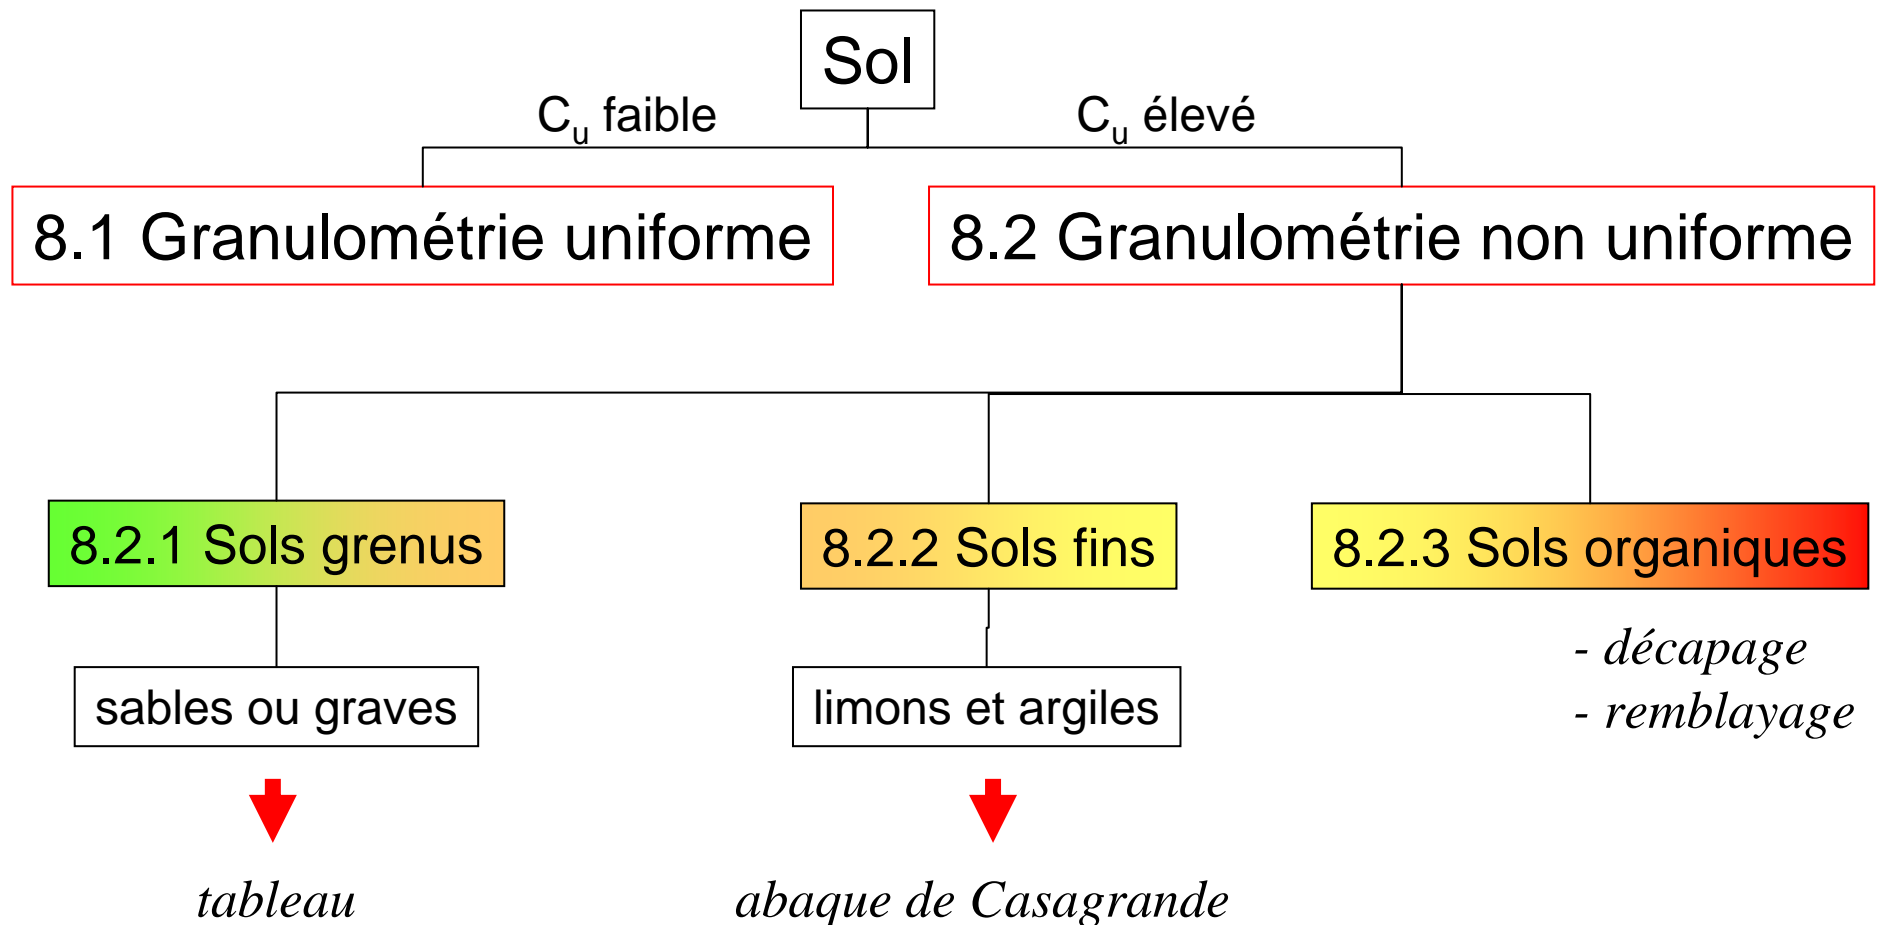 Sol
Cu faible
Cu élevé
8.1 Granulométrie uniforme
8.2 Granulométrie non uniforme
8.2.1 Sols grenus
8.2.2 Sols fins
8.2.3 Sols organiques
- décapage
- remblayage
sables ou graves
limons et argiles
tableau
abaque de Casagrande